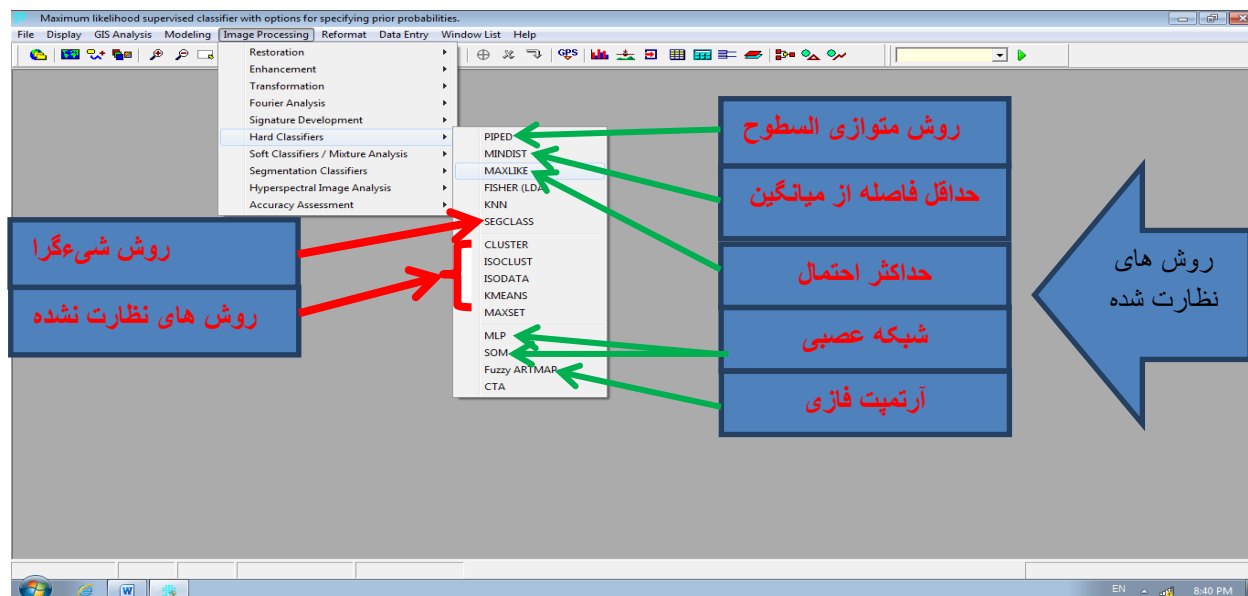 Maximum likelihood supervised classifier with options for specifying prior probabilities.
File Display GIS Analysis Modeling Image Processing Reformat Data Entry Window List Help
GPS
Restoration
Enhancement
Transformation
Fourier Analysis
Signature Development
Hard Classifiers
Soft Classifiers / Mixture Analysis
Segmentation Classifiers
Hyperspectral Image Analysis
Accuracy Assessment
PIPED
MINDIST
MAXLIKE
FISHER (LDA)
KNN
SEGCLASS
CLUSTER
ISOCLUST
ISODATA
KMEANS
MAXSET
MLP
SOM
Fuzzy ARTMAP
CTA
روش متوازی السطوح
حداقل فاصله از میانگین
حداکثر احتمال
شبکه عصبی
آرتمپت فازی
روش های
نظارت شده
روش شیءگرا
روش های نظارت نشده
EN
8:40 PM